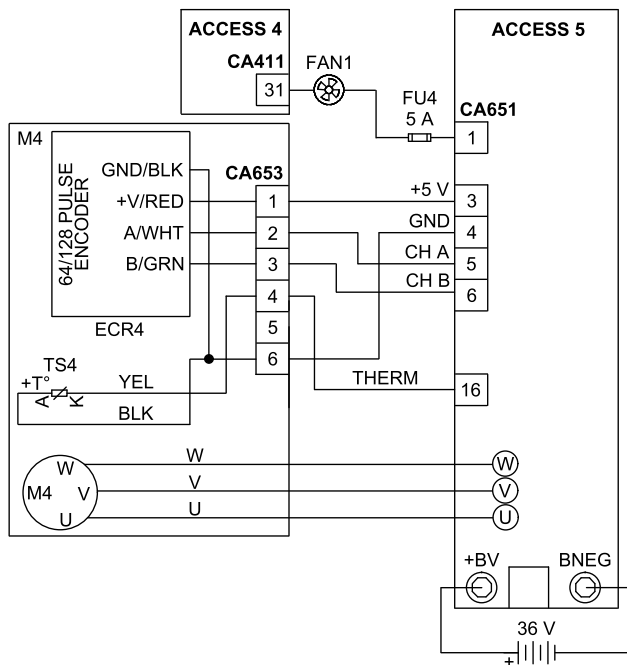 ACCESS 4
ACCESS 5
CA411
31
FAN1
FU4
5 A
CA651
1
M4
64/128 PULSE
ENCODER
GND/BLK
+V/RED
A/WHT
B/GRN
ECR4
CA653
1
2
3
4
5
6
+5 V
GND
CH A
CH B
3
4
5
6
THERM
16
TS4
+T°
A
K
YEL
BLK
M4
W
V
U
W
V
U
W
V
U
+BV
BNEG
36 V
+